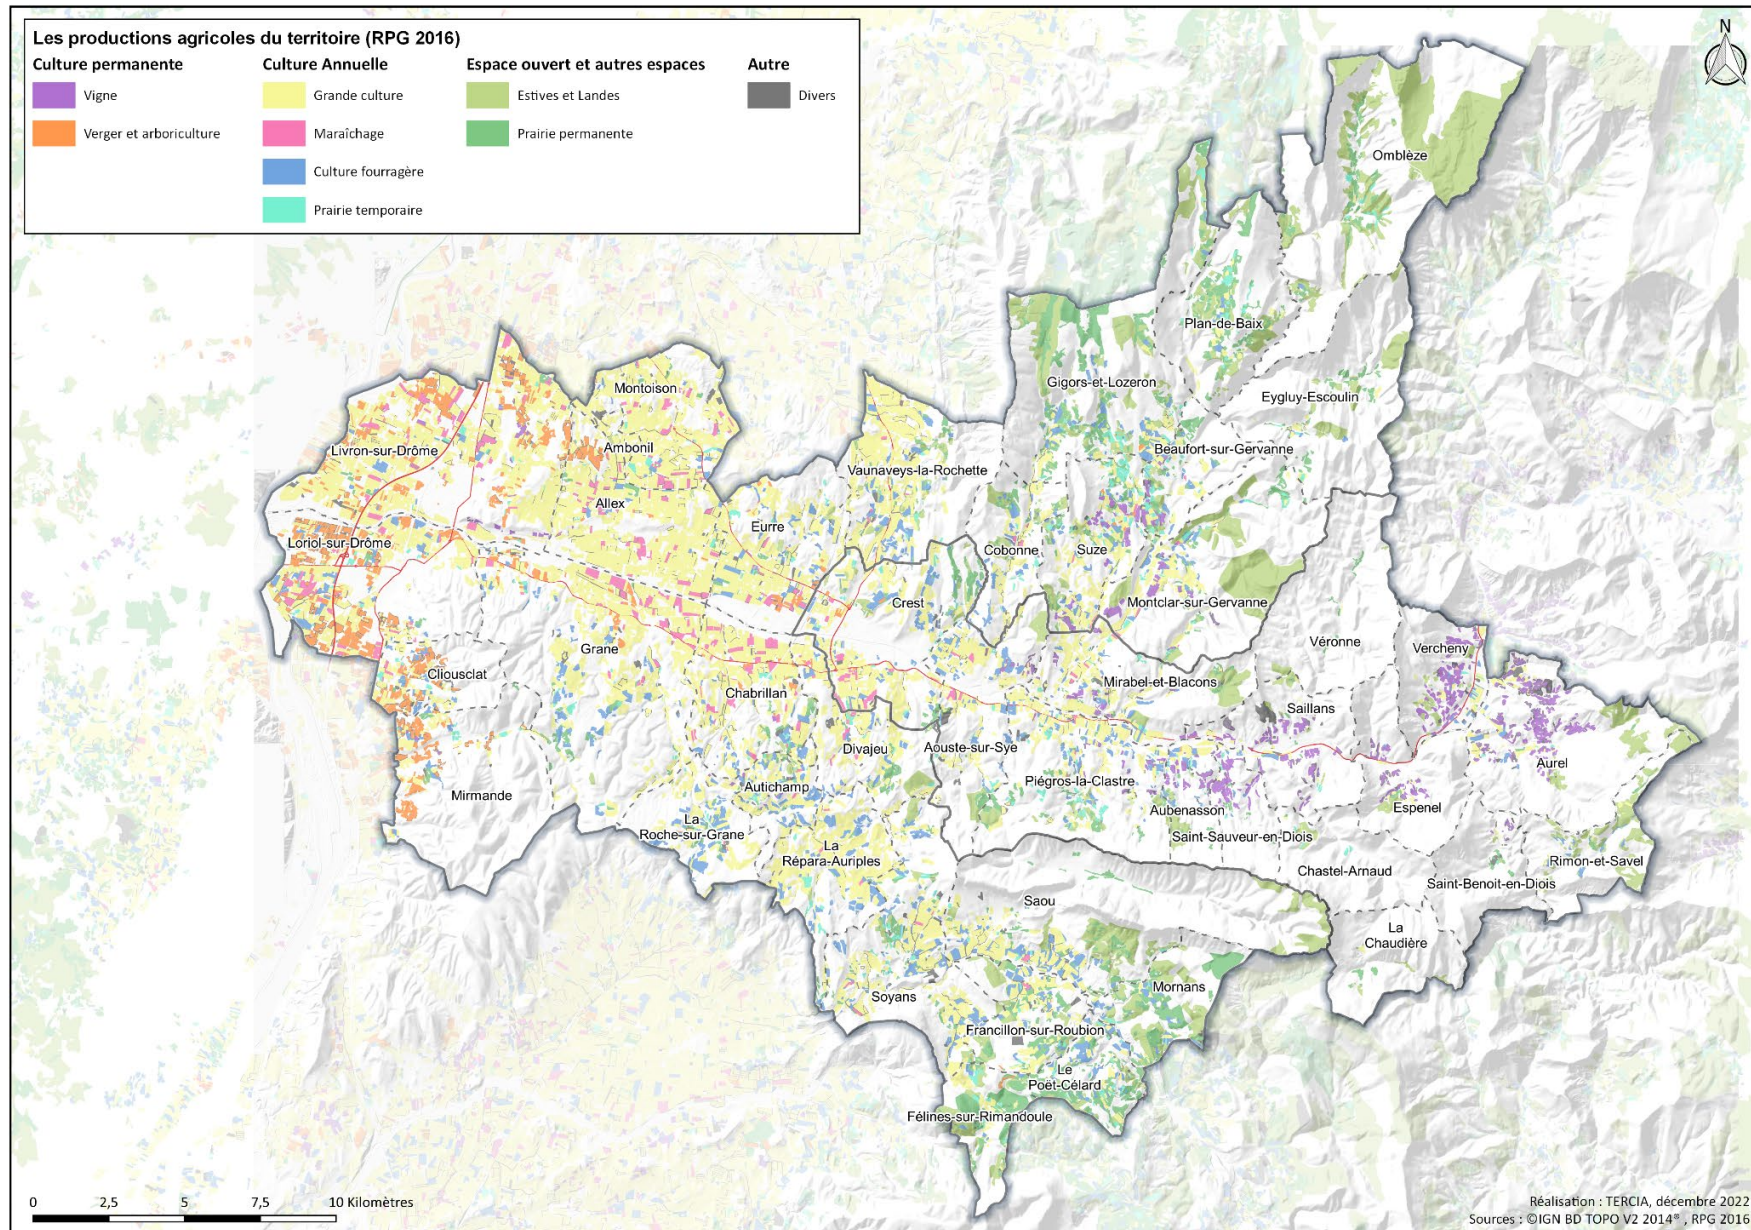 Les productions agricoles du territoire (RPG 2016)
Culture permanente
Vigne
Verger et arboriculture
Culture Annuelle
Grande culture
Maraîchage
Culture fourragère
Prairie temporaire
Espace ouvert et autres espaces
Estives et Landes
Prairie permanente
Autre
Divers
N
Omblèze
Plan-de-Baix
Gigors-et-Lozeron
Eygluy-Escoulin
Montoison
Livron-sur-Drôme
Ambonil
Beaufort-sur-Gervanne
Vaunaveys-la-Rochette
Allex
Eurre
Loriol-sur-Drôme
Cobonne
Suze
Crest
Montclar-sur-Gervanne
Véronne
Vercheny
Grane
Cliousclat
Chabrillan
Mirabel-et-Blacons
Saillans
Divajeu
Aouste-sur-Sye
Aurel
Piégros-la-Clastre
Autichamp
Mirmande
Aubenasson
Espenel
La
Roche-sur-Grane
Saint-Sauveur-en-Diois
La
Répara-Auriples
Rimon-et-Savel
Chastel-Arnaud
Saint-Benoit-en-Diois
Saou
La
Chaudière
Soyans
Mornans
Francillon-sur-Roubion
Le
Poët-Célard
Félines-sur-Rimandoule
0 2,5 5 7,5 10 Kilomètres
Réalisation : TERCIA, décembre 2022
Sources : ©IGN BD TOPO V2 2014® , RPG 2016